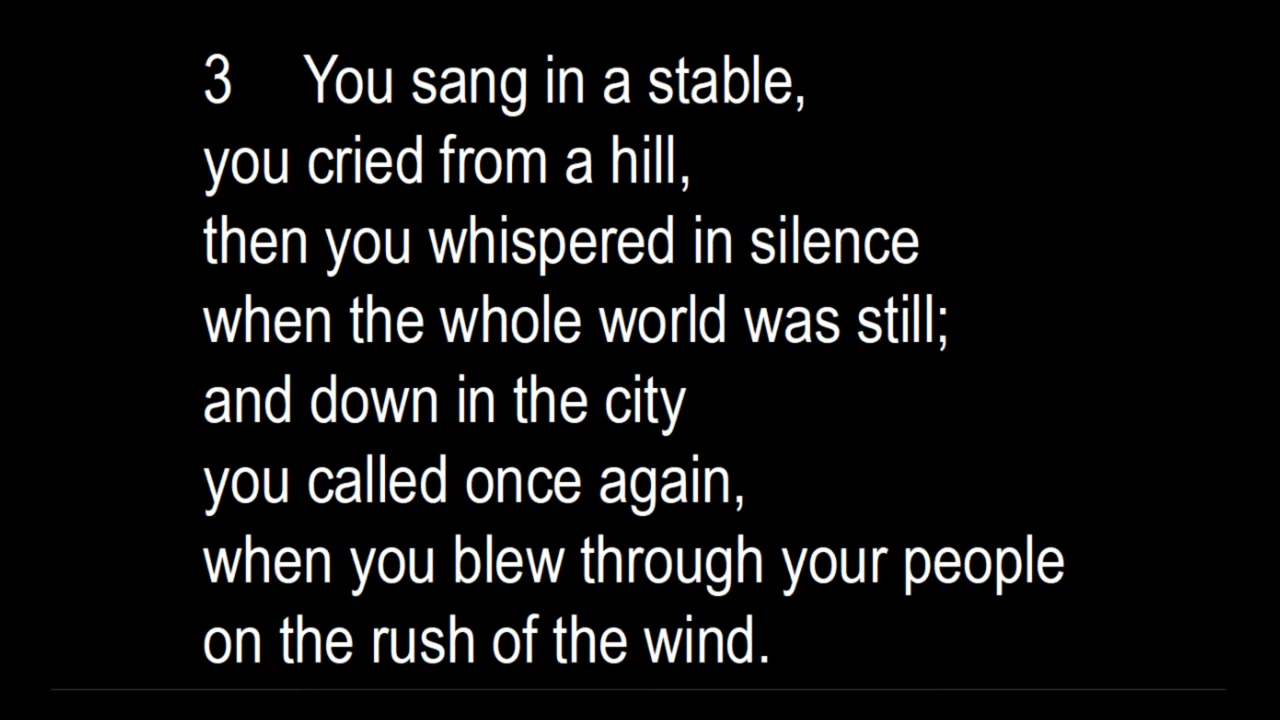 3 You sang in a stable,
you cried from a hill,
then you whispered in silence
when the whole world was still;
and down in the city
you called once again,
when you blew through your people
on the rush of the wind.